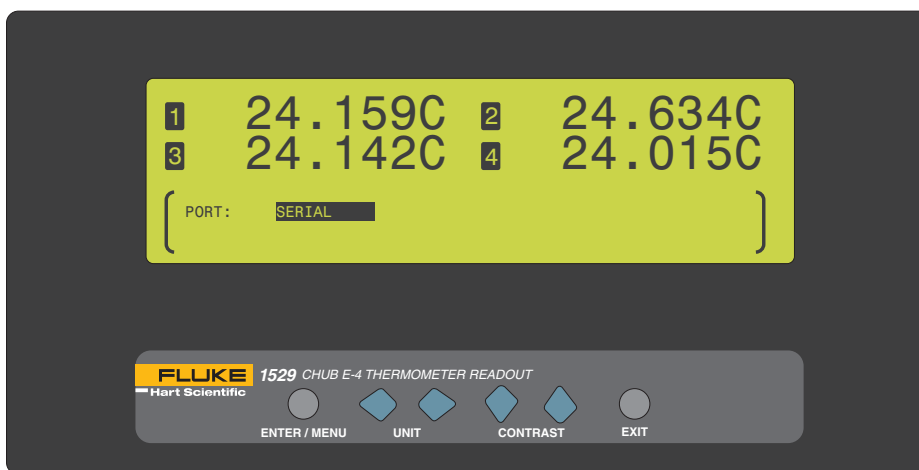 1 24.159C 2 24.634C
3 24.142C 4 24.015C
PORT: SERIAL
FLUKE 1529 CHUB E-4 THERMOMETER READOUT
Hart Scientific
ENTER / MENU UNIT CONTRAST EXIT